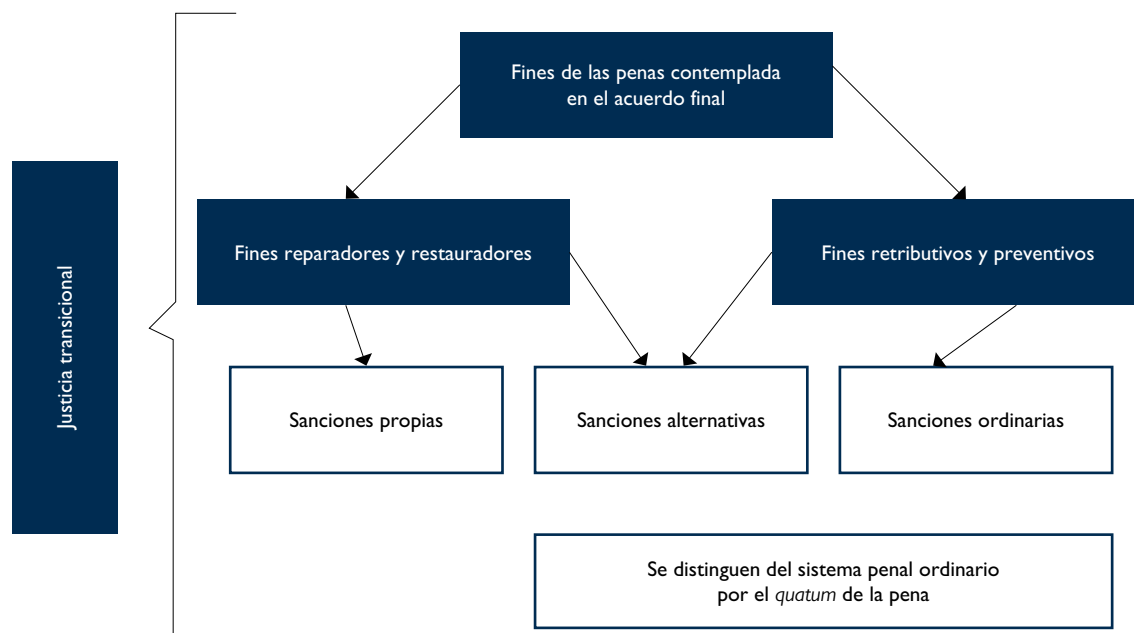 Justicia transicional
Fines de las penas contemplada
en el acuerdo final
Fines reparadores y restauradores
Fines retributivos y preventivos
Sanciones propias
Sanciones alternativas
Sanciones ordinarias
Se distinguen del sistema penal ordinario
por el quatum de la pena